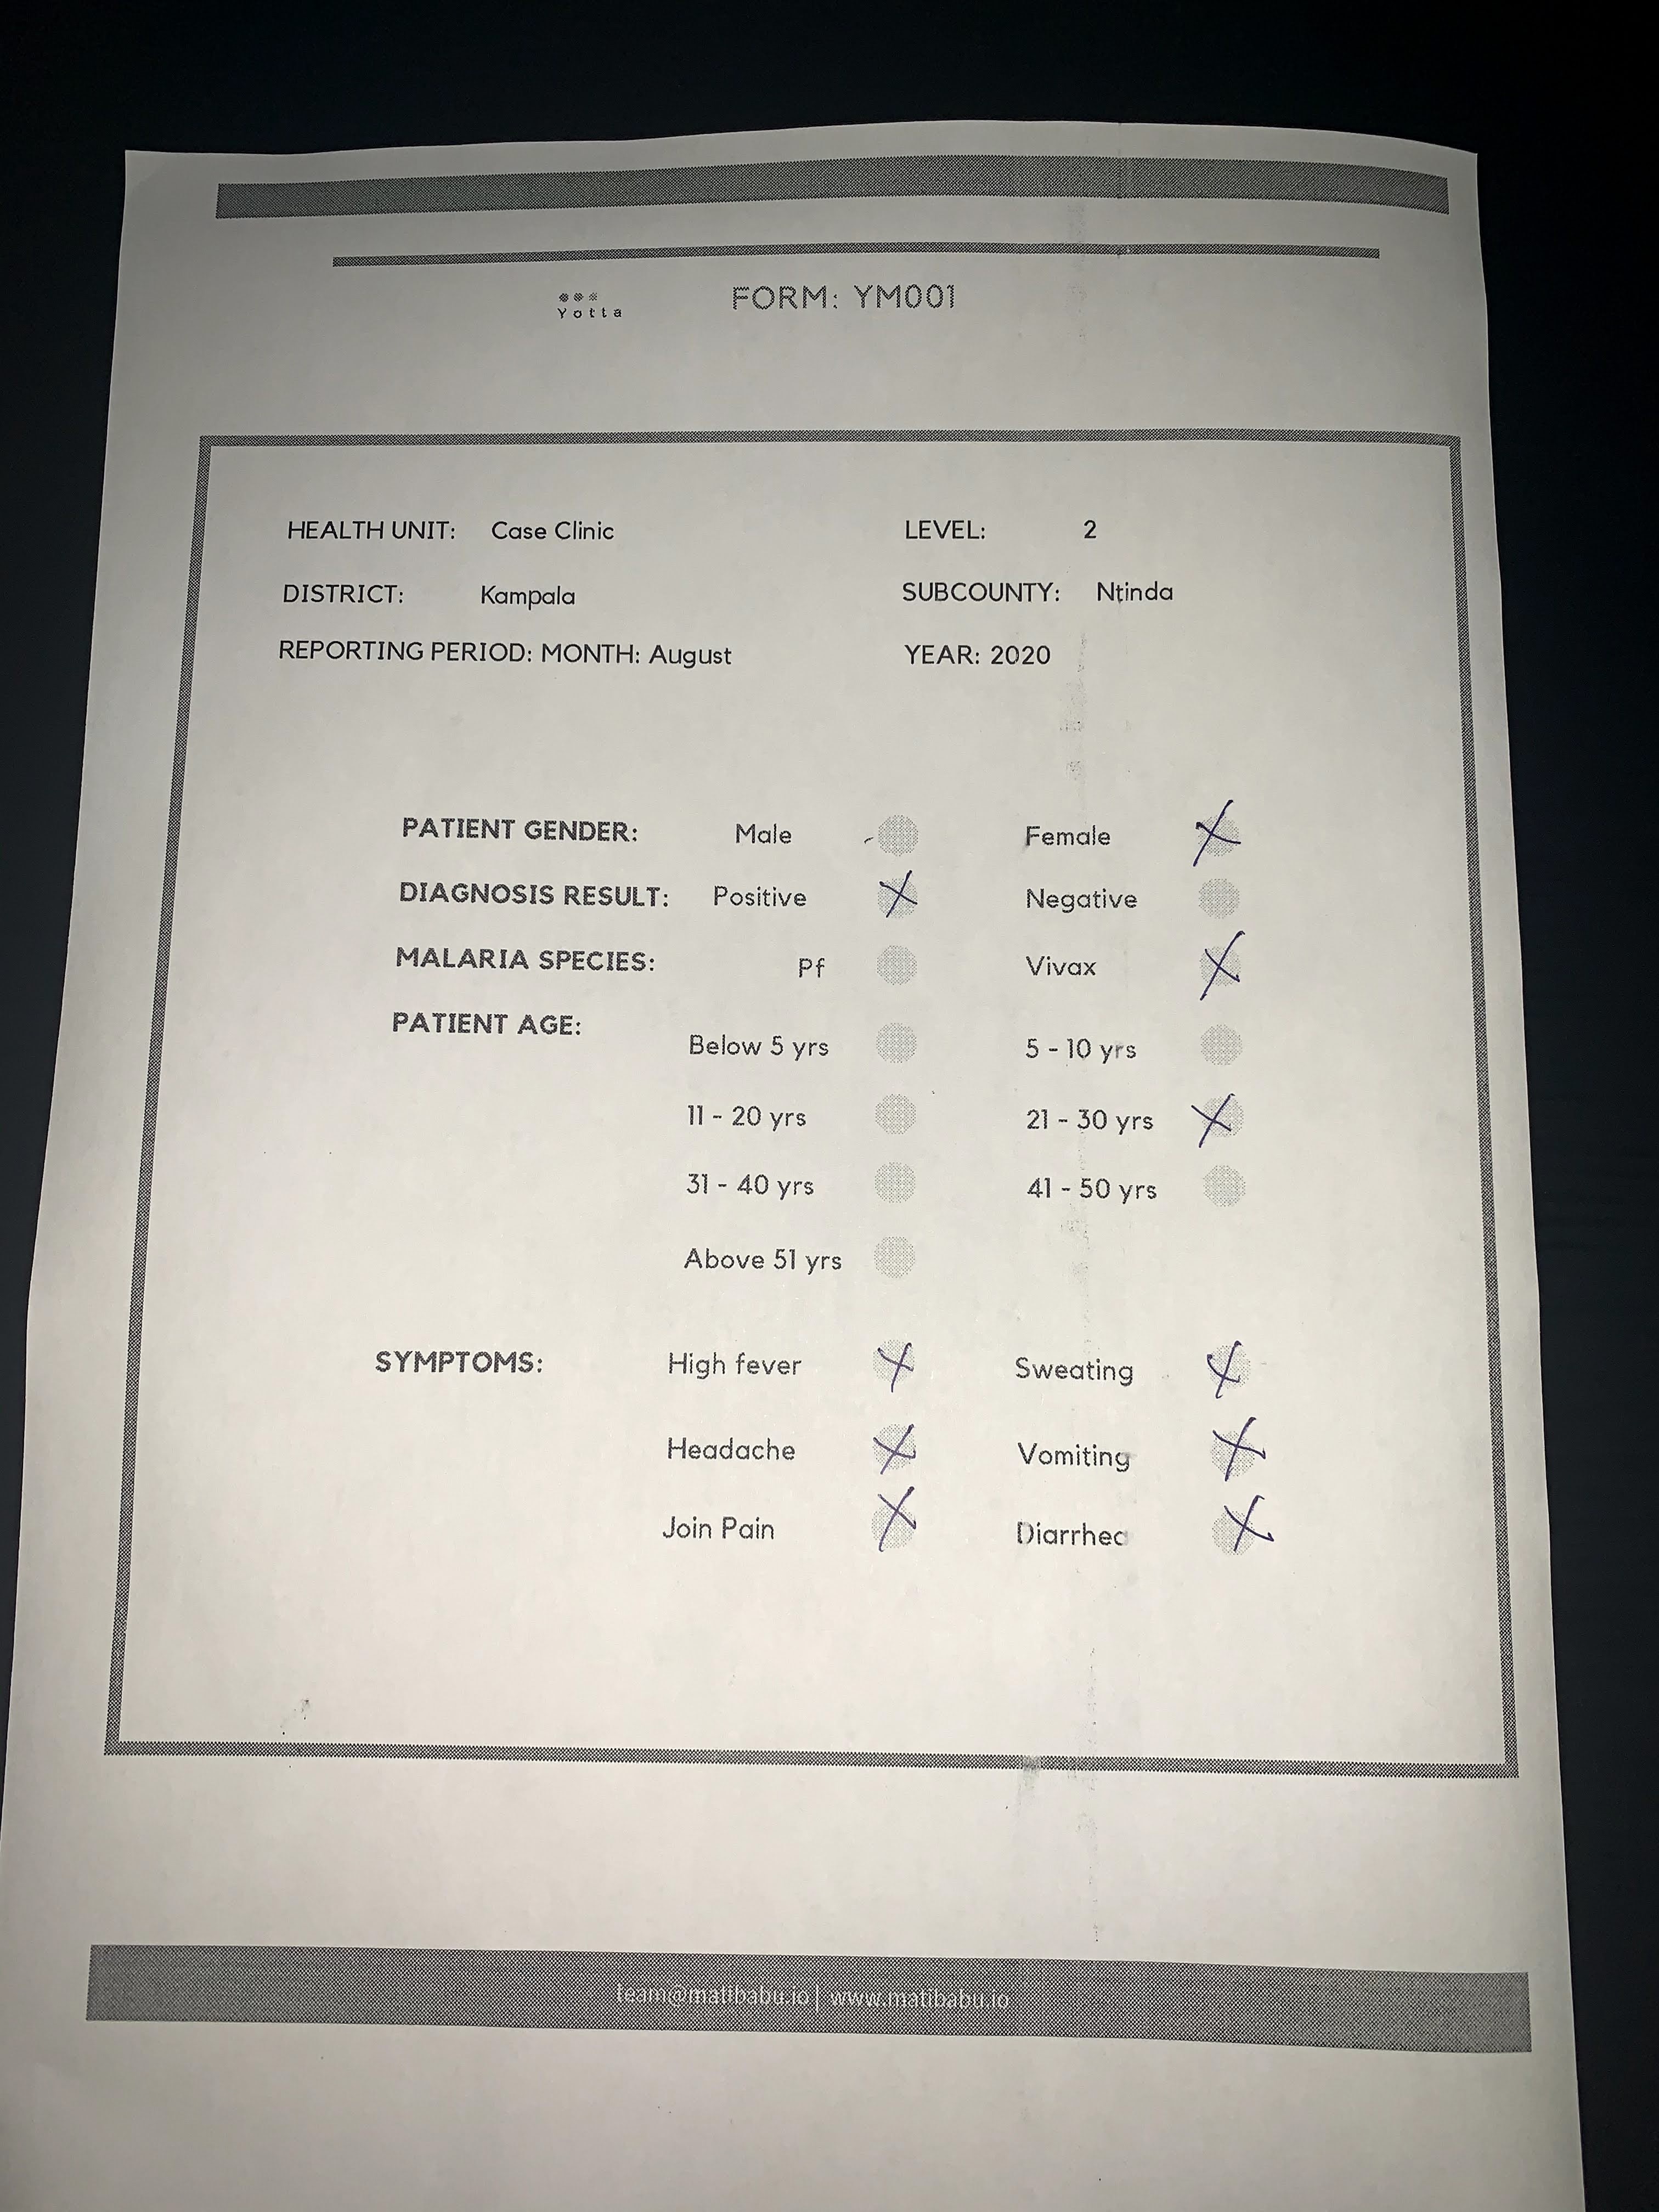 Yotta
FORM: YM001
HEALTH UNIT: Case Clinic LEVEL: 2
DISTRICT: Kampala SUBCOUNTY: Ntinda
REPORTING PERIOD: MONTH: August YEAR: 2020
PATIENT GENDER: Male Female X
DIAGNOSIS RESULT: Positive X Negative
MALARIA SPECIES: Pf Vivax X
PATIENT AGE:
Below 5 yrs 5 - 10 yrs
11 - 20 yrs 21 - 30 yrs X
31 - 40 yrs 41 - 50 yrs
Above 51 yrs
SYMPTOMS: High fever X Sweating X
Headache X Vomiting X
Join Pain X Diarrhea X
team@matibabu.io | www.matibabu.io